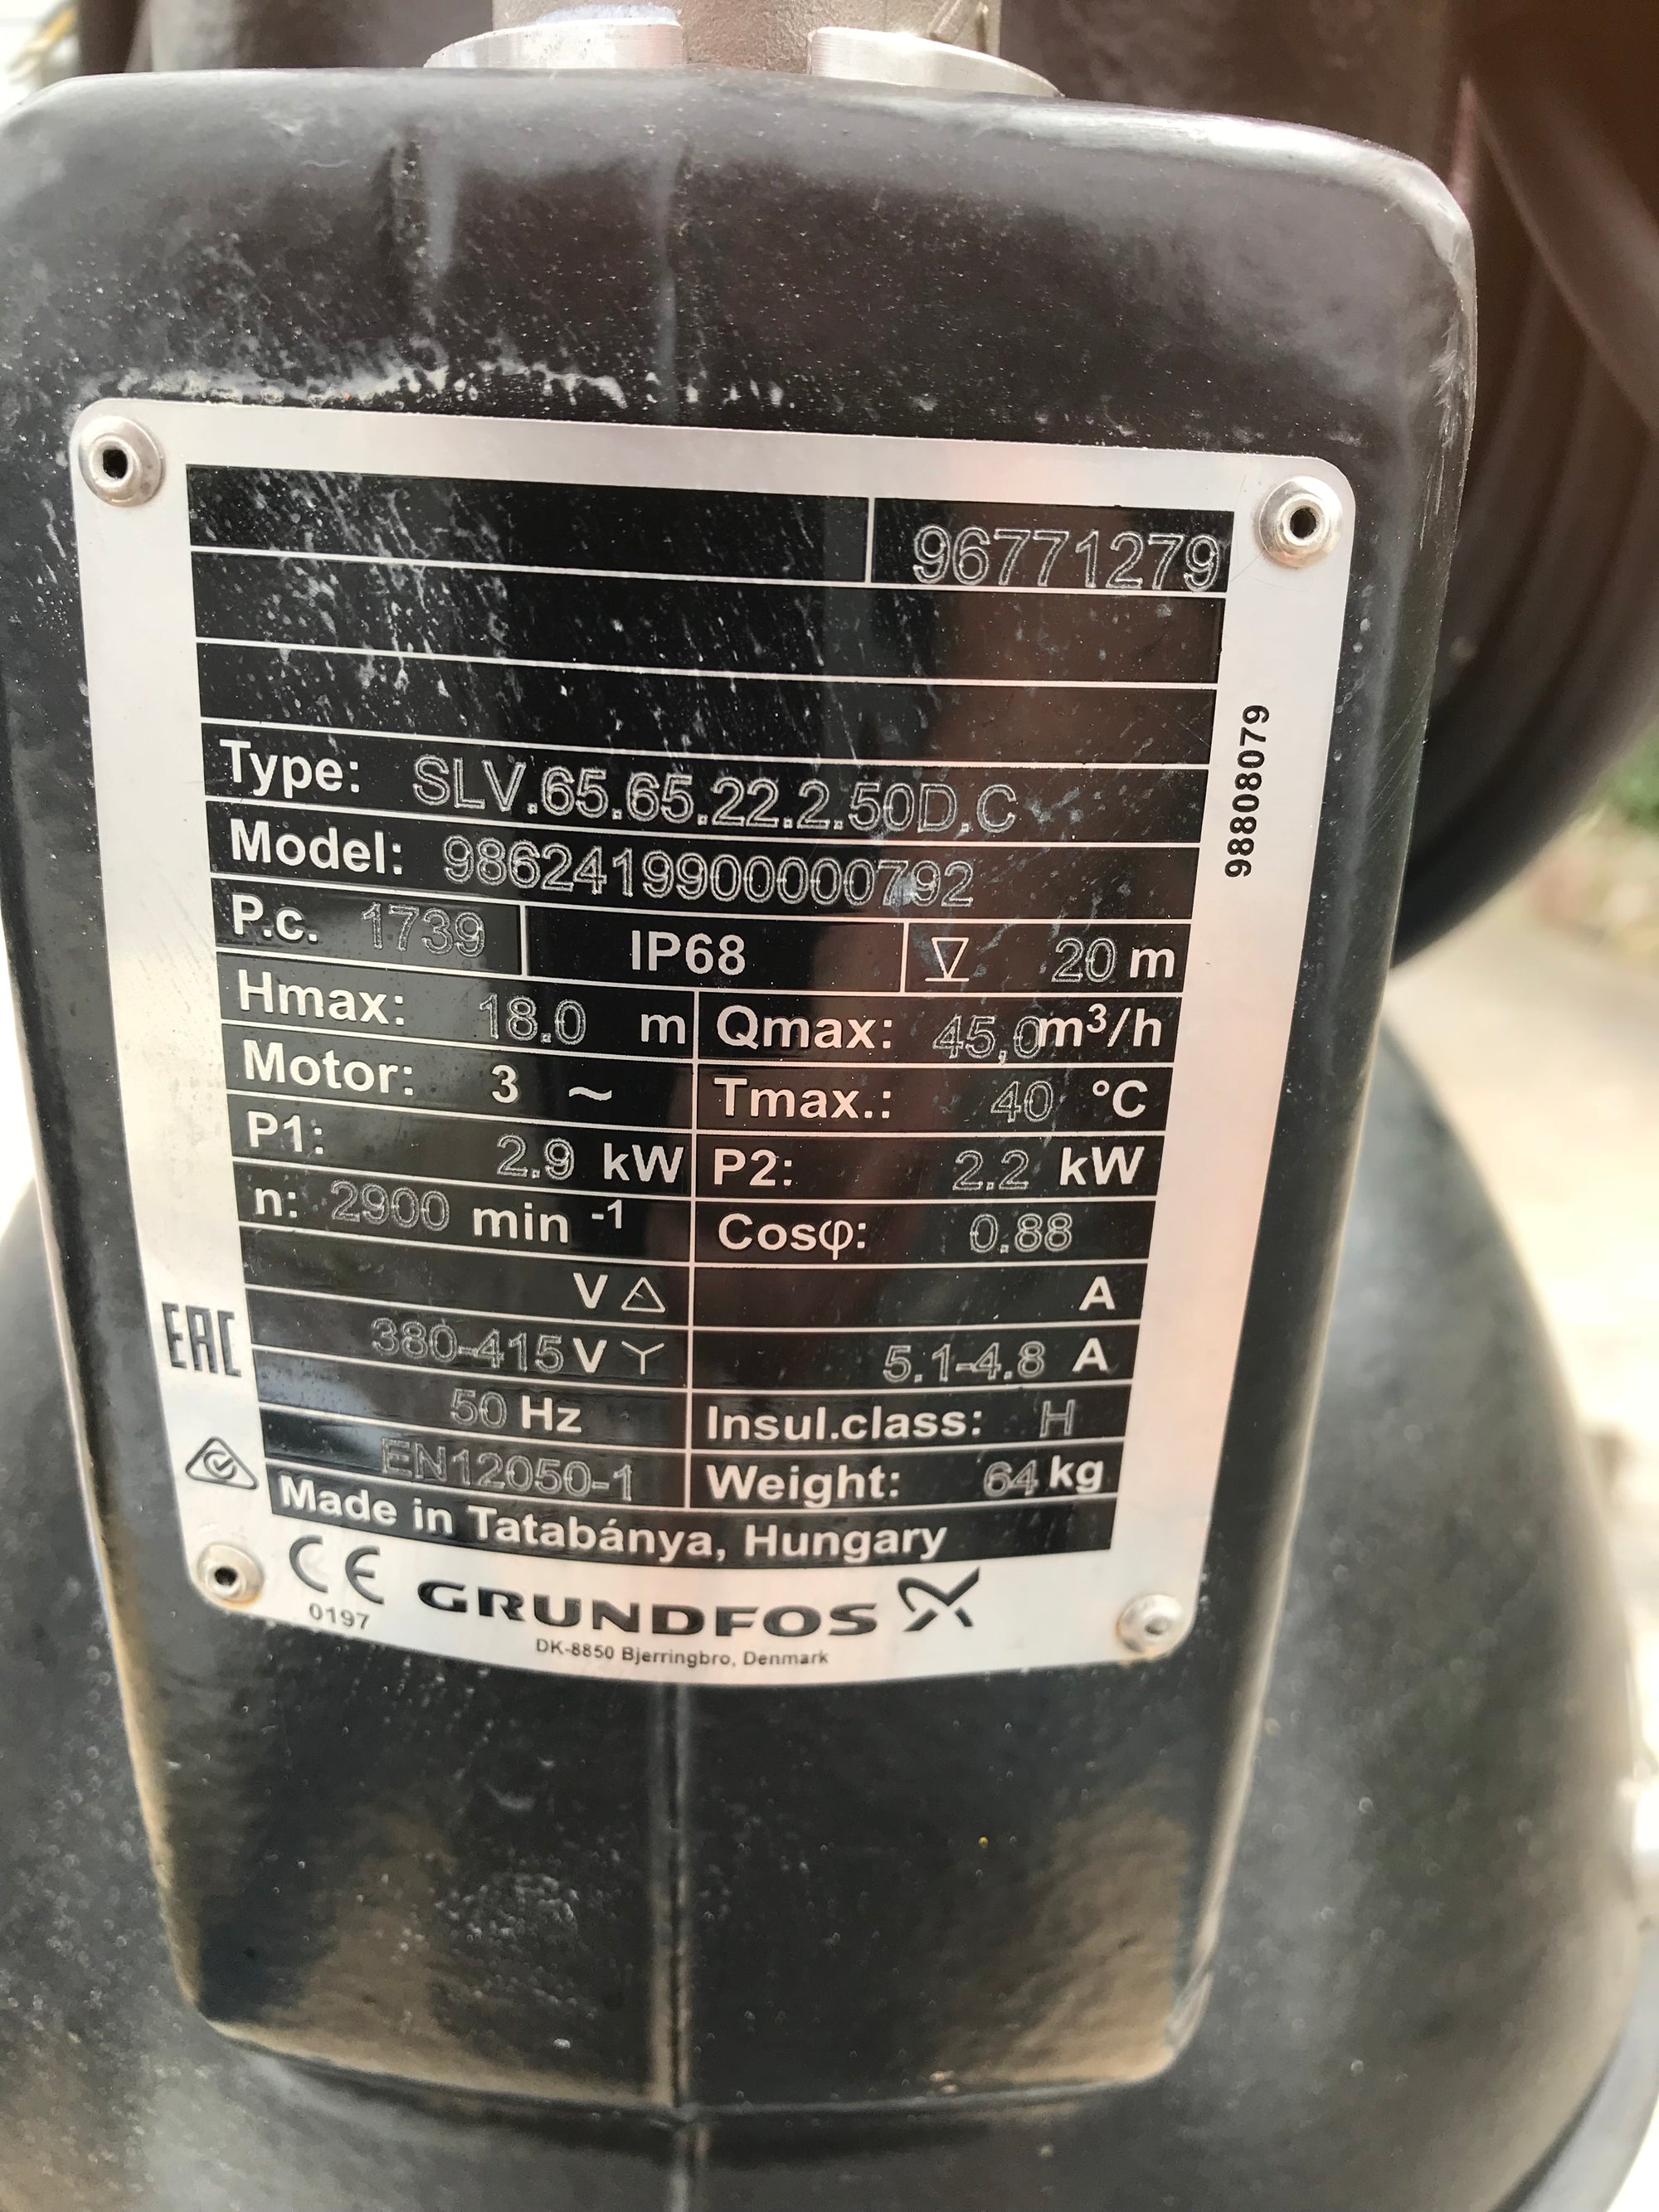 96771279
Type: SLV.65.65.22.2.50D.C
Model: 9862419900000792
P.c. 1739 IP68 20 m
Hmax: 18.0 m Qmax: 45,0m³/h
Motor: 3 ~ Tmax.: 40 °C
P1: 2.9 kW P2: 2.2 kW
n: 2900 min -1 Cosφ: 0.88
V △ A
380-415 V Y 5.1-4.8 A
50 Hz Insul.class: H
EN12050-1 Weight: 64 kg
Made in Tatabánya, Hungary
98808079
EAC
CE
0197
GRUNDFOS
DK-8850 Bjerringbro, Denmark